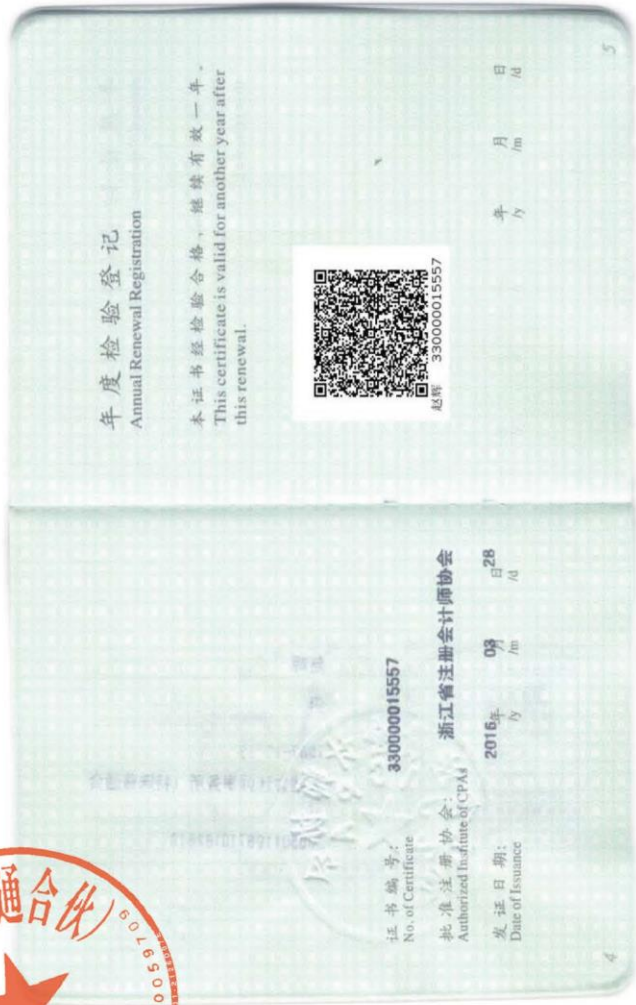 年度检验登记
Annual Renewal Registration
本证书经检验合格，继续有效一年。
This certificate is valid for another year after
this renewal.
赵辉 330000015557
年 月 日
/y /m /d
5
证书编号：
No. of Certificate
330000015557
批准注册协会：
Authorized Institute of CPAs
浙江省注册会计师协会
发证日期：
Date of Issuance
2016年 03月 28日
/y /m /d
4
通合伙）
0059709